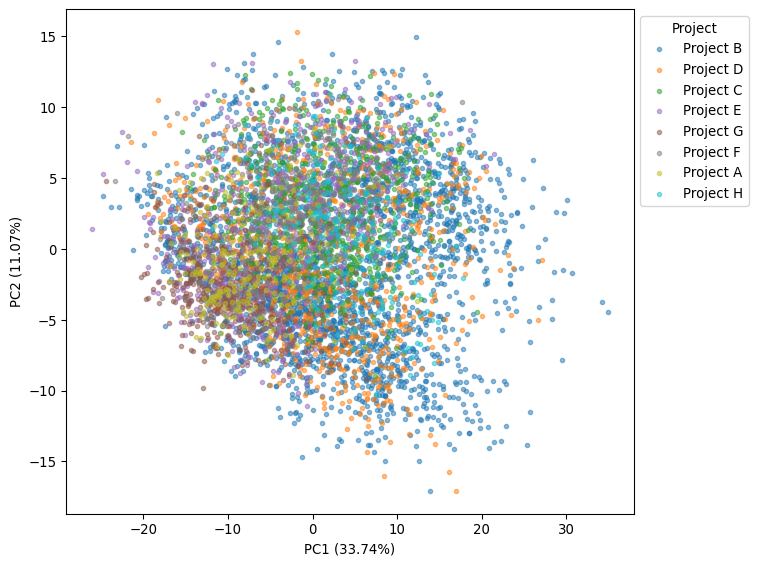 Project
Project B
Project D
Project C
Project E
Project G
Project F
Project A
Project H
15
10
5
0
−5
−10
−15
PC2 (11.07%)
−20
−10
0
10
20
30
PC1 (33.74%)